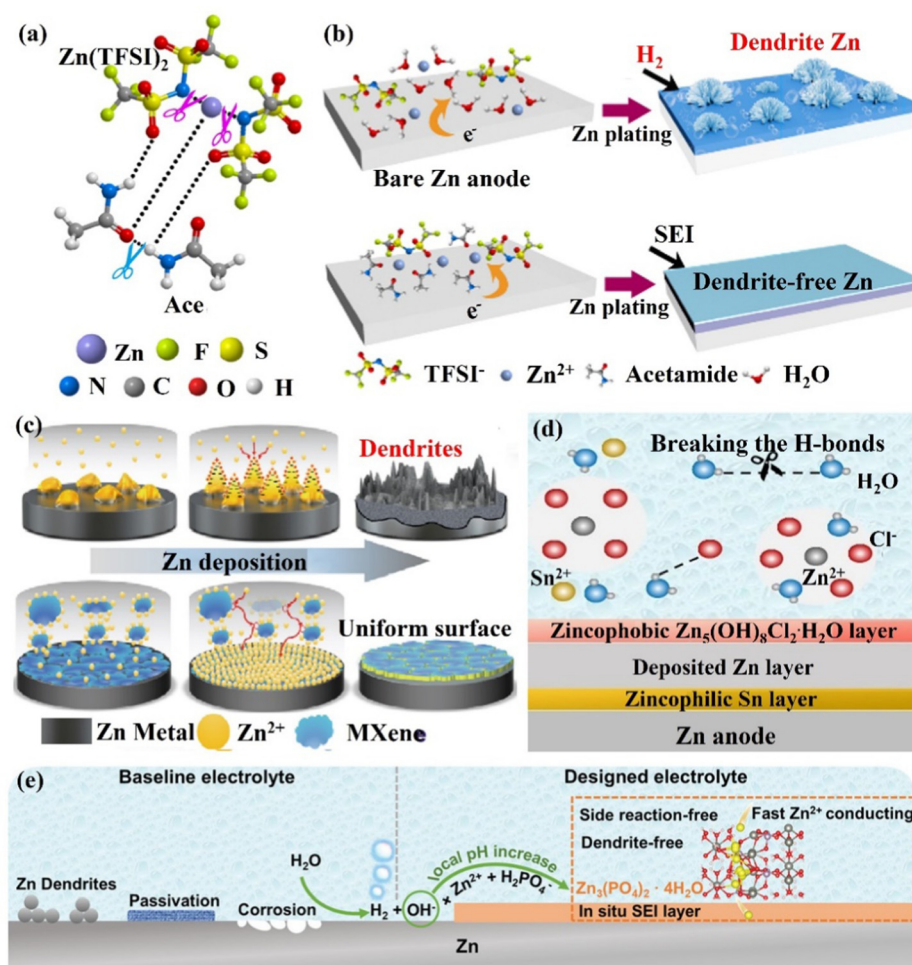 (a)
Zn(TFSI)₂
Ace
Zn F S
N C O H
(b)
H₂
Dendrite Zn
e⁻
Zn plating
Bare Zn anode
SEI
Dendrite-free Zn
e⁻
Zn plating
TFSI⁻ Zn²⁺ Acetamide H₂O
(c)
Dendrites
Zn deposition
Uniform surface
Zn Metal Zn²⁺ MXene
(d)
Breaking the H-bonds
H₂O
Cl⁻
Sn²⁺
Zn²⁺
Zincophobic Zn₅(OH)₈Cl₂·H₂O layer
Deposited Zn layer
Zincophilic Sn layer
Zn anode
(e)
Baseline electrolyte
Designed electrolyte
Zn Dendrites
Passivation
Corrosion
H₂O
H₂ + OH⁻ + Zn²⁺ + H₂PO₄⁻
local pH increase
Side reaction-free
Fast Zn²⁺ conducting
Dendrite-free
Zn₃(PO₄)₂ · 4H₂O
In situ SEI layer
Zn